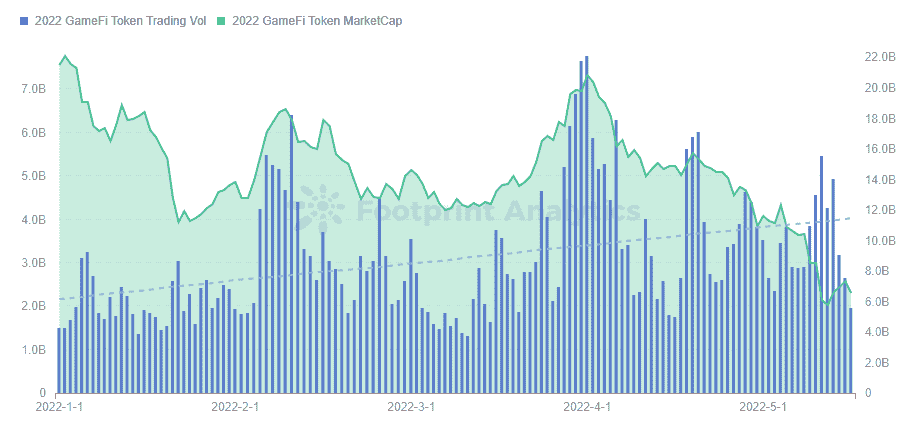 2022 GameFi Token Trading Vol 2022 GameFi Token MarketCap
7.0B 22.0B
6.0B 20.0B
5.0B 18.0B
4.0B 16.0B
3.0B 14.0B
2.0B 12.0B
1.0B 10.0B
0 8.0B
6.0B
4.0B
2.0B
0
Footprint Analytics
2022-1-1 2022-2-1 2022-3-1 2022-4-1 2022-5-1